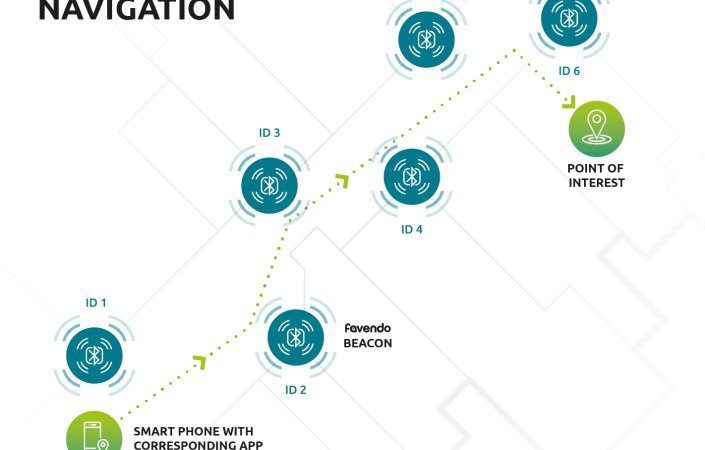 NAVIGATION
ID 6
POINT OF
INTEREST
ID 3
ID 4
ID 1
favendo
BEACON
ID 2
SMART PHONE WITH
CORRESPONDING APP